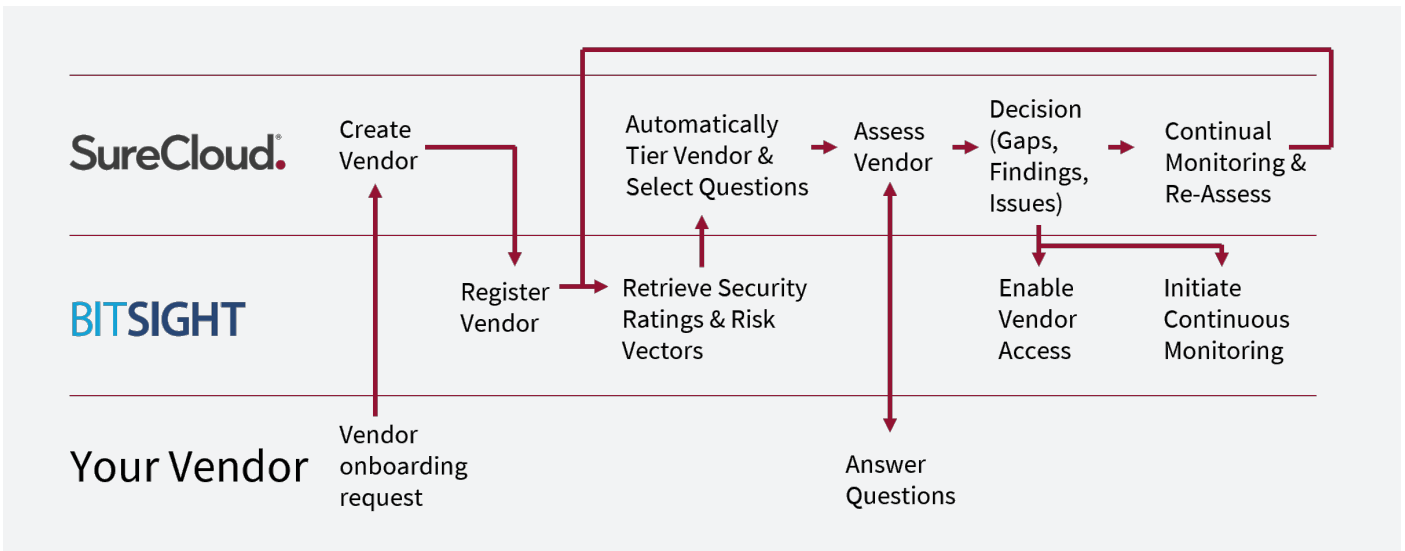 SureCloud.®
Create
Vendor
Automatically
Tier Vendor &
Select Questions
Assess
Vendor
Decision
(Gaps,
Findings,
Issues)
Continual
Monitoring &
Re-Assess
BITSIGHT
Register
Vendor
Retrieve Security
Ratings & Risk
Vectors
Enable
Vendor
Access
Initiate
Continuous
Monitoring
Your Vendor
Vendor
onboarding
request
Answer
Questions